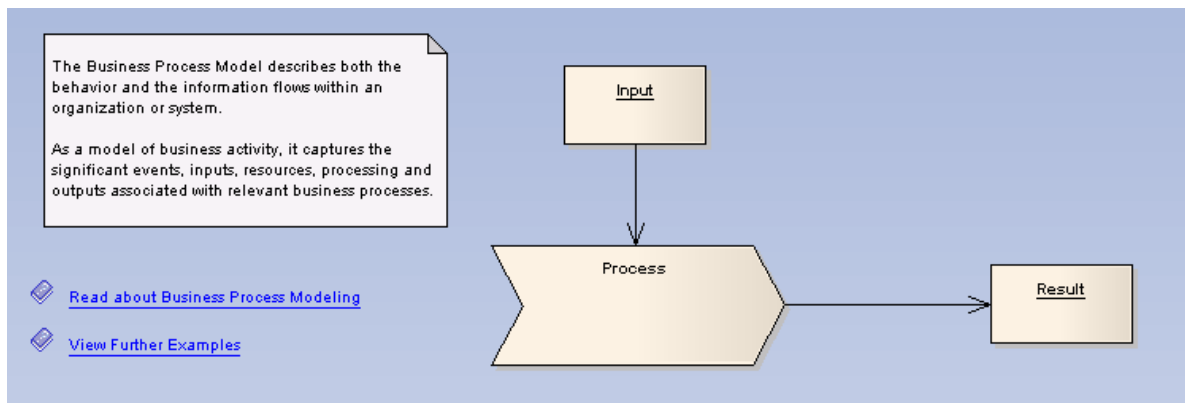 The Business Process Model describes both the
behavior and the information flows within an
organization or system.
As a model of business activity, it captures the
significant events, inputs, resources, processing and
outputs associated with relevant business processes.
Read about Business Process Modeling
View Further Examples
Input
Process
Result